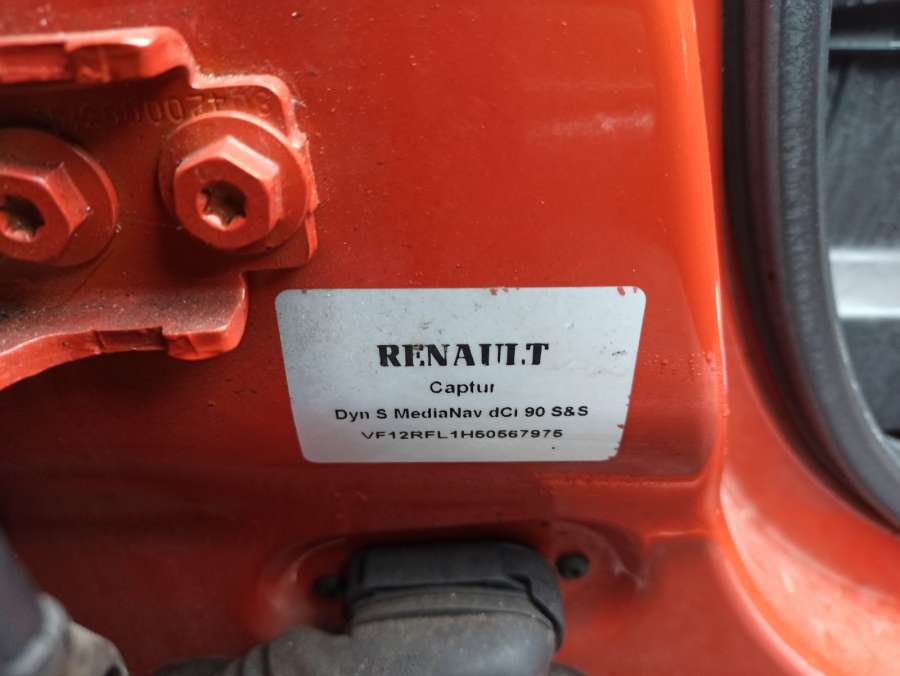 RENAULT
Captur
Dyn S MediaNav dCi 90 S&S
VF12RFL1H50567975